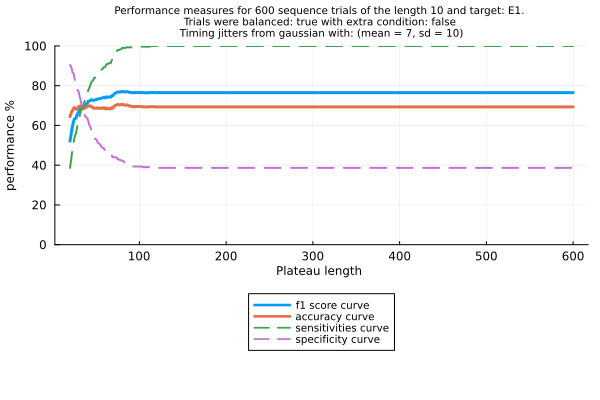 Performance measures for 600 sequence trials of the length 10 and target: E1.
Trials were balanced: true with extra condition: false
Timing jitters from gaussian with: (mean = 7, sd = 10)
performance %
100
80
60
40
20
0
100
200
300
400
500
600
Plateau length
f1 score curve
accuracy curve
sensitivities curve
specificity curve